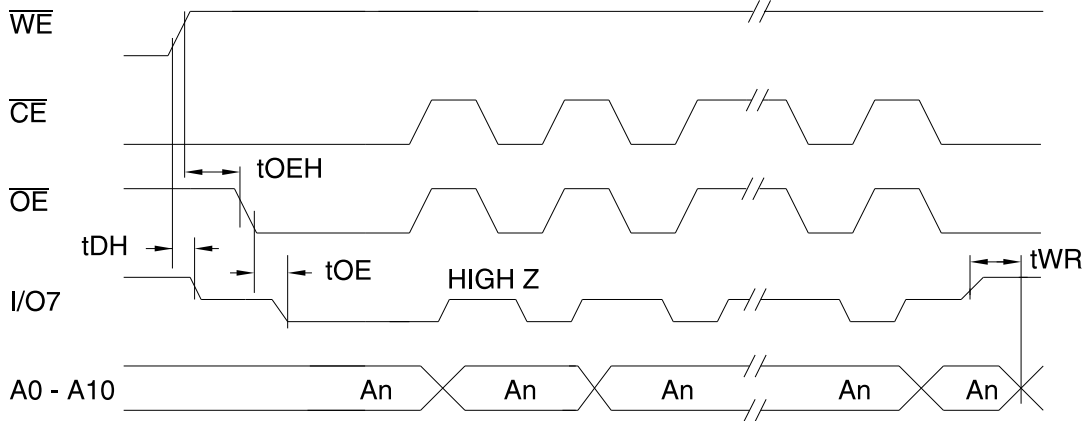 WE
CE
tOEH
OE
tDH
tOE
HIGH Z
tWR
I/O7
A0 - A10
An
An
An
An
An